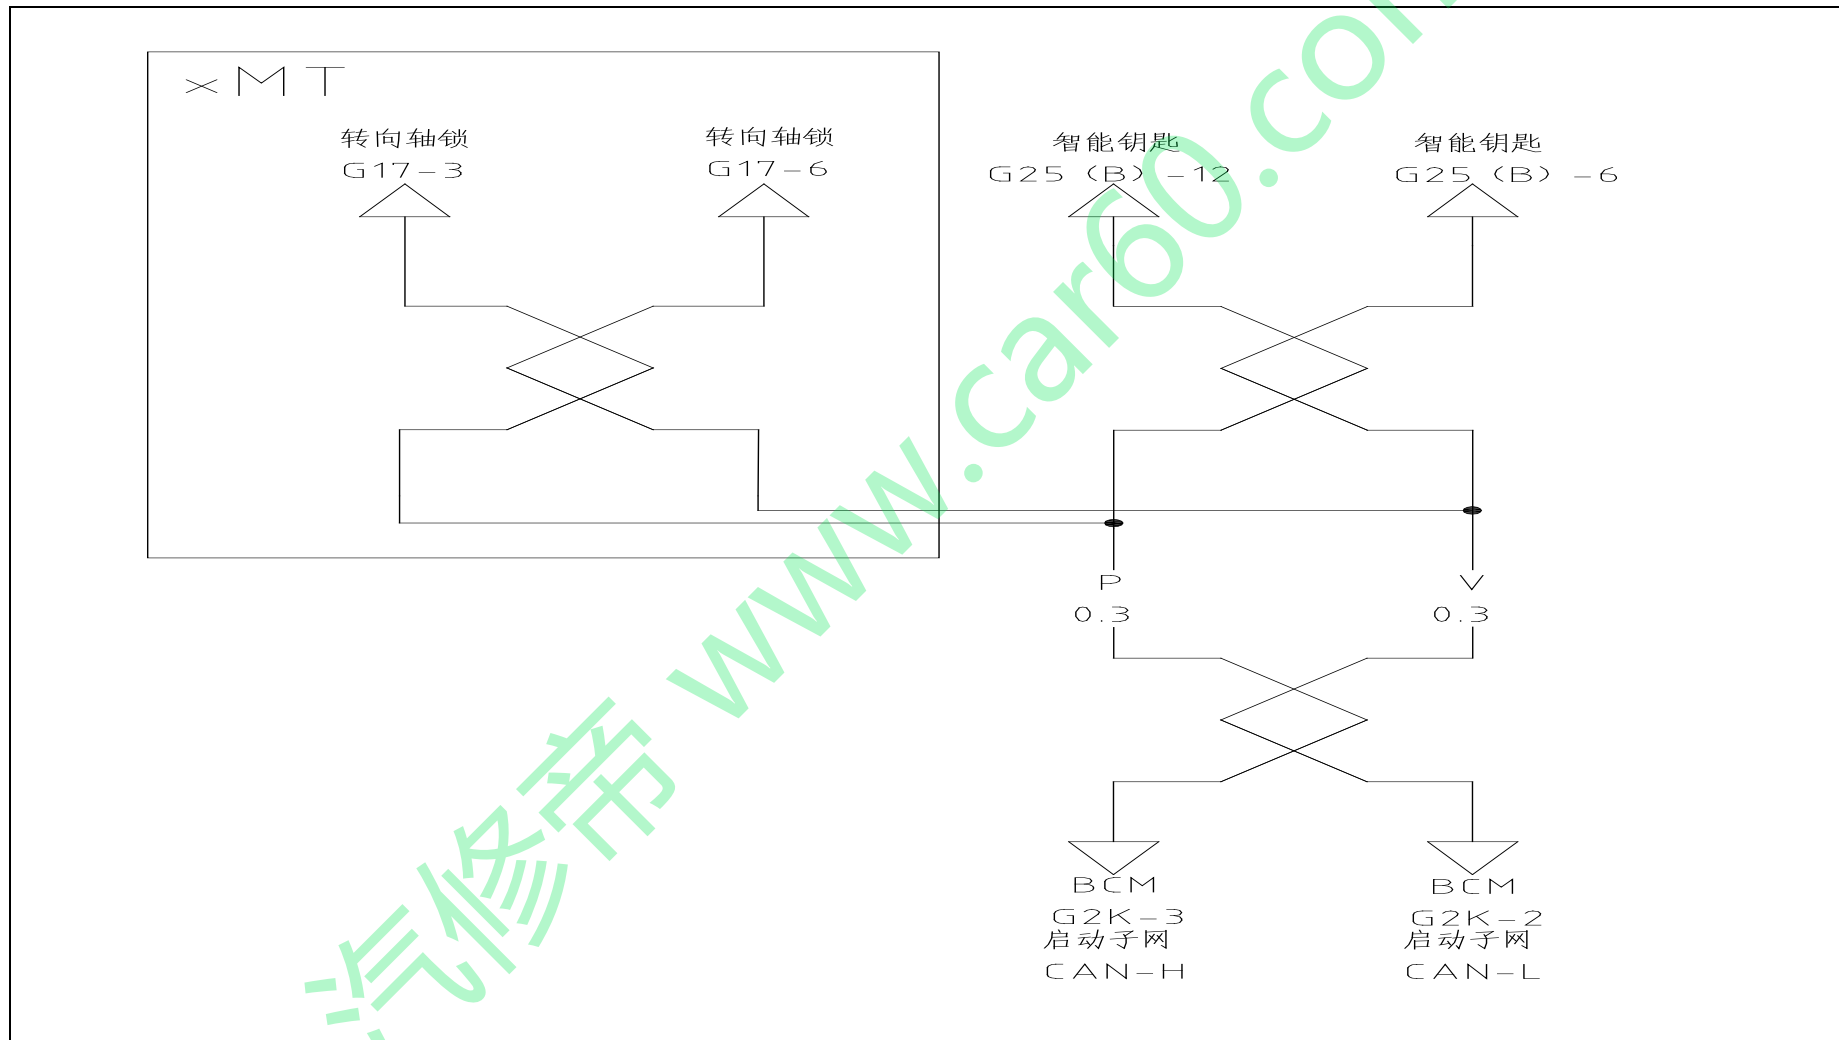 ×MT
转向轴锁
G17-3
转向轴锁
G17-6
智能钥匙
G25(B)-12
智能钥匙
G25(B)-6
P
0.3
V
0.3
BCM
G2K-3
启动子网
CAN-H
BCM
G2K-2
启动子网
CAN-L
汽修帝 www.car60.com